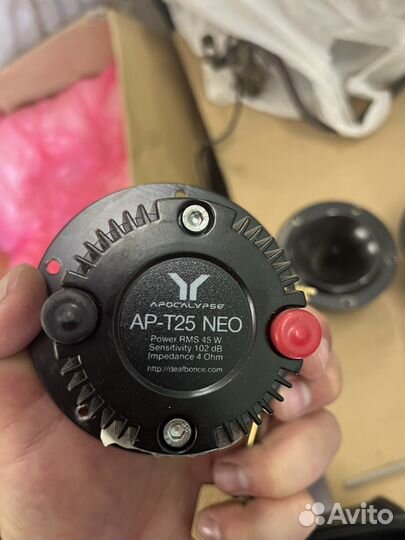 APOCALYPSE
AP-T25 NEO
Power RMS 45 W
Sensitivity 102 dB
Impedance 4 Ohm
http://deafbonce.com
Avito